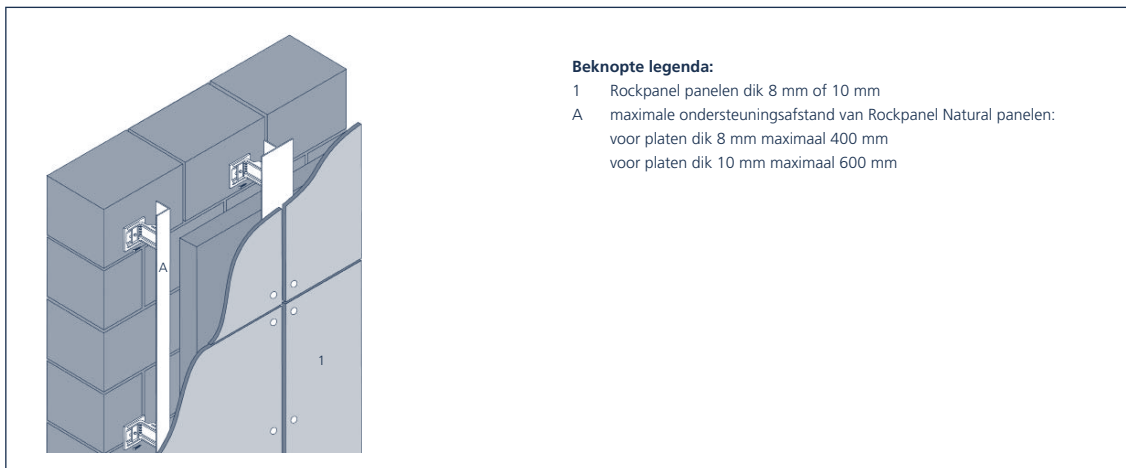 Beknopte legenda:
1 Rockpanel panelen dik 8 mm of 10 mm
A maximale ondersteuningsafstand van Rockpanel Natural panelen:
voor platen dik 8 mm maximaal 400 mm
voor platen dik 10 mm maximaal 600 mm
A
1